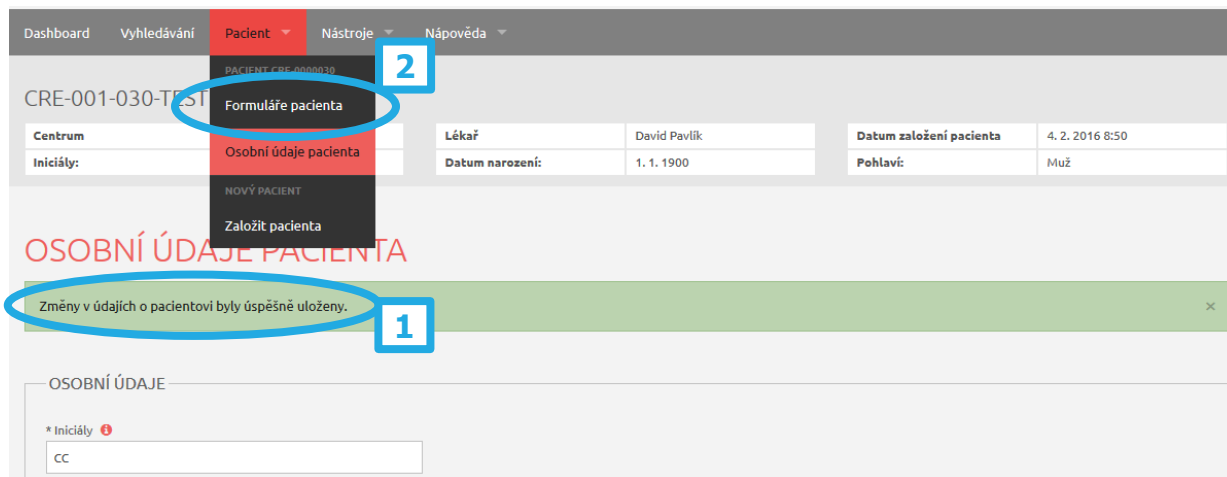 Dashboard Vyhledávání Pacient Nástroje Nápověda
2
PACIENT CRE-0000030
CRE-001-030-TEST
Formuláře pacienta
Centrum Lékař David Pavlík Datum založení pacienta 4. 2. 2016 8:50
Osobní údaje pacienta
Iniciály: Datum narození: 1. 1. 1900 Pohlaví: Muž
NOVÝ PACIENT
Založit pacienta
OSOBNÍ ÚDAJE PACIENTA
Změny v údajích o pacientovi byly úspěšně uloženy. ×
1
OSOBNÍ ÚDAJE
* Iniciály
CC